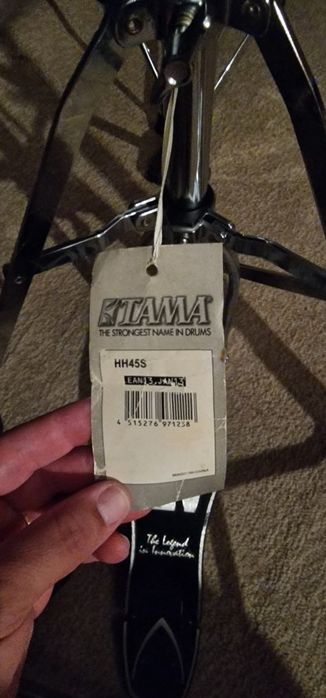 TAMA
THE STRONGEST NAME IN DRUMS
HH45S
EAN13,JAN13
4 515276 971258
The Legend
in Innovation